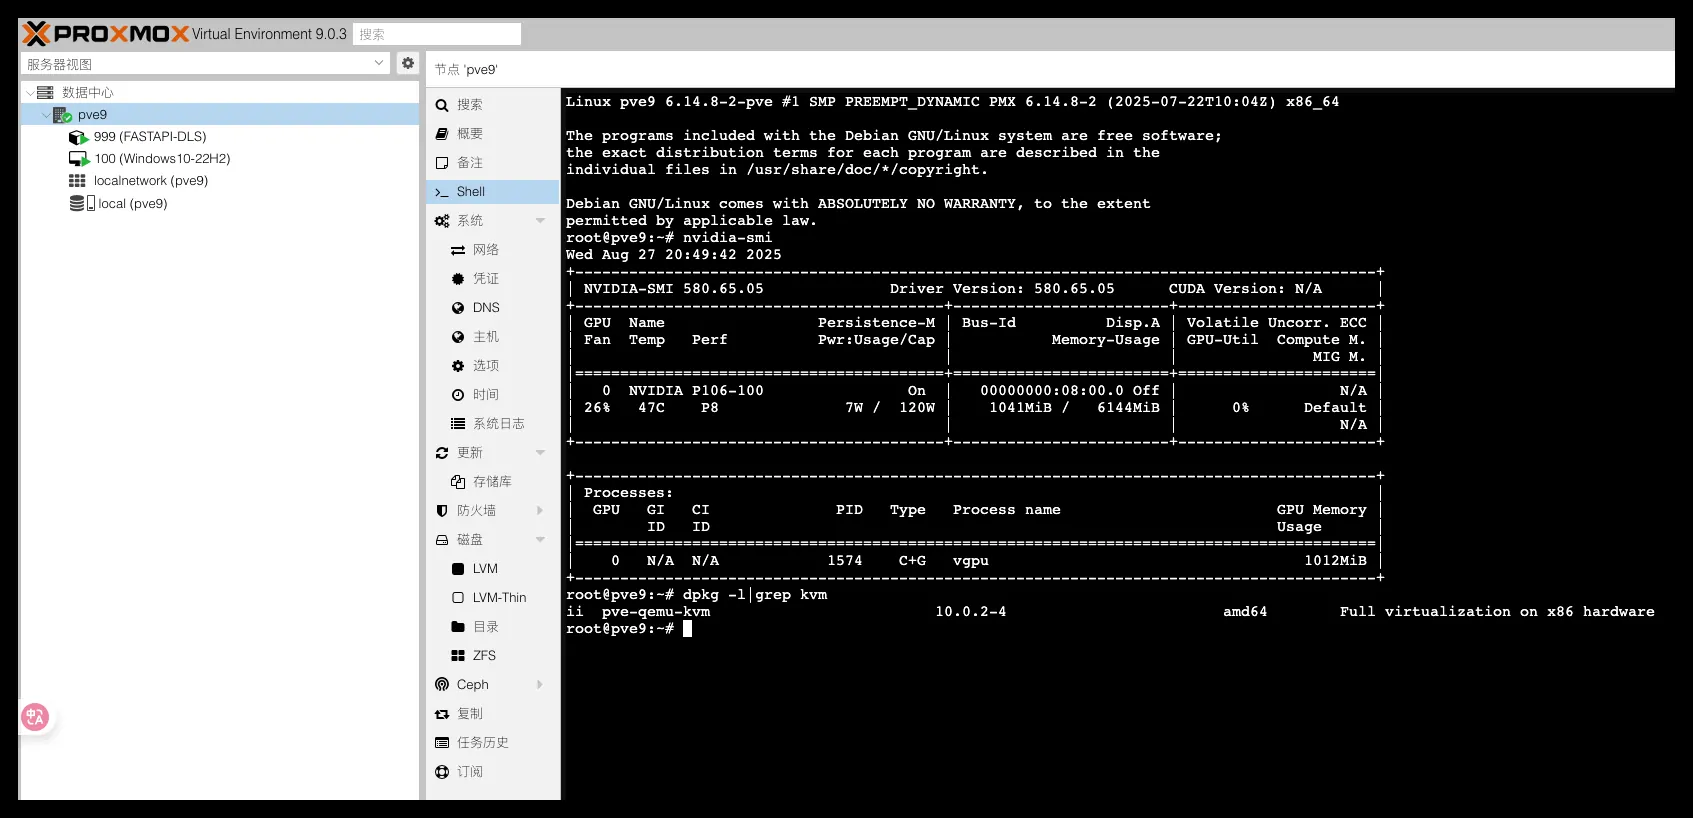 PROXMOX Virtual Environment 9.0.3 搜索
服务器视图
节点 'pve9'
数据中心
pve9
999 (FASTAPI-DLS)
100 (Windows10-22H2)
localnetwork (pve9)
local (pve9)
搜索
概要
备注
>_ Shell
系统
网络
凭证
DNS
主机
选项
时间
系统日志
更新
存储库
防火墙
磁盘
LVM
LVM-Thin
目录
ZFS
Ceph
复制
任务历史
订阅
中A
Linux pve9 6.14.8-2-pve #1 SMP PREEMPT_DYNAMIC PMX 6.14.8-2 (2025-07-22T10:04Z) x86_64
The programs included with the Debian GNU/Linux system are free software;
the exact distribution terms for each program are described in the
individual files in /usr/share/doc/*/copyright.
Debian GNU/Linux comes with ABSOLUTELY NO WARRANTY, to the extent
permitted by applicable law.
root@pve9:~# nvidia-smi
Wed Aug 27 20:49:42 2025
+-----------------------------------------------------------------------------------------+
| NVIDIA-SMI 580.65.05              Driver Version: 580.65.05      CUDA Version: N/A      |
+-----------------------------------------+------------------------+----------------------+
| GPU  Name                 Persistence-M | Bus-Id          Disp.A | Volatile Uncorr. ECC |
| Fan  Temp   Perf          Pwr:Usage/Cap |           Memory-Usage | GPU-Util  Compute M. |
|                                         |                        |               MIG M. |
|=========================================+========================+======================|
|   0  NVIDIA P106-100                On  |   00000000:08:00.0 Off |                  N/A |
| 26%   47C    P8              7W /  120W |    1041MiB /   6144MiB |      0%      Default |
|                                         |                        |                  N/A |
+-----------------------------------------+------------------------+----------------------+
+-----------------------------------------------------------------------------------------+
| Processes:                                                                              |
|  GPU   GI   CI              PID   Type   Process name                        GPU Memory |
|        ID   ID                                                               Usage      |
|=========================================================================================|
|    0   N/A  N/A            1574    C+G   vgpu                                   1012MiB |
+-----------------------------------------------------------------------------------------+
root@pve9:~# dpkg -l|grep kvm
ii  pve-qemu-kvm                         10.0.2-4                        amd64        Full virtualization on x86 hardware
root@pve9:~#